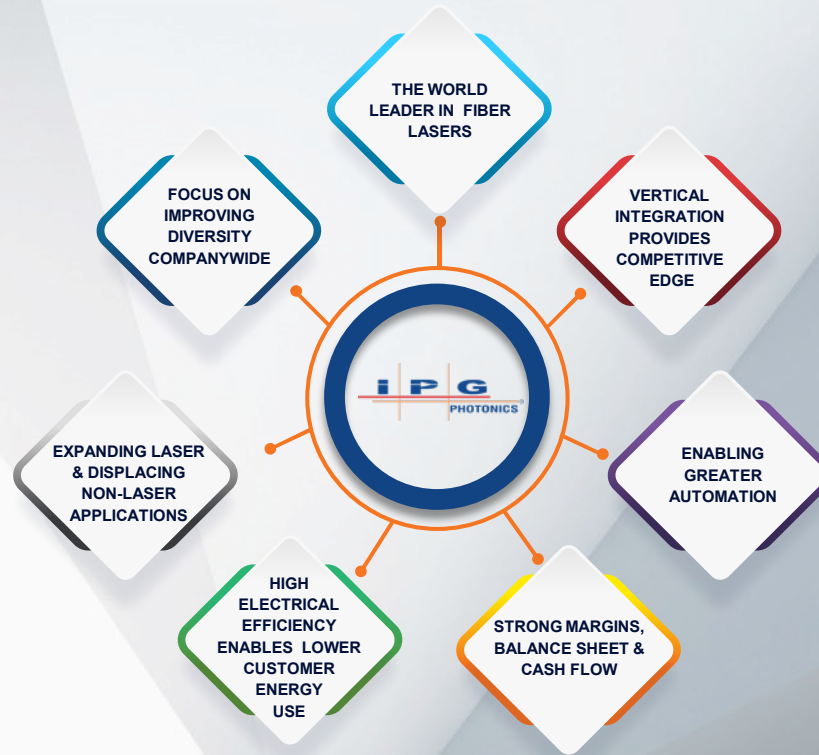 THE WORLD
LEADER IN FIBER
LASERS
FOCUS ON
IMPROVING
DIVERSITY
COMPANYWIDE
VERTICAL
INTEGRATION
PROVIDES
COMPETITIVE
EDGE
IPG
PHOTONICS
EXPANDING LASER
& DISPLACING
NON-LASER
APPLICATIONS
ENABLING
GREATER
AUTOMATION
HIGH
ELECTRICAL
EFFICIENCY
ENABLES LOWER
CUSTOMER
ENERGY
USE
STRONG MARGINS,
BALANCE SHEET &
CASH FLOW